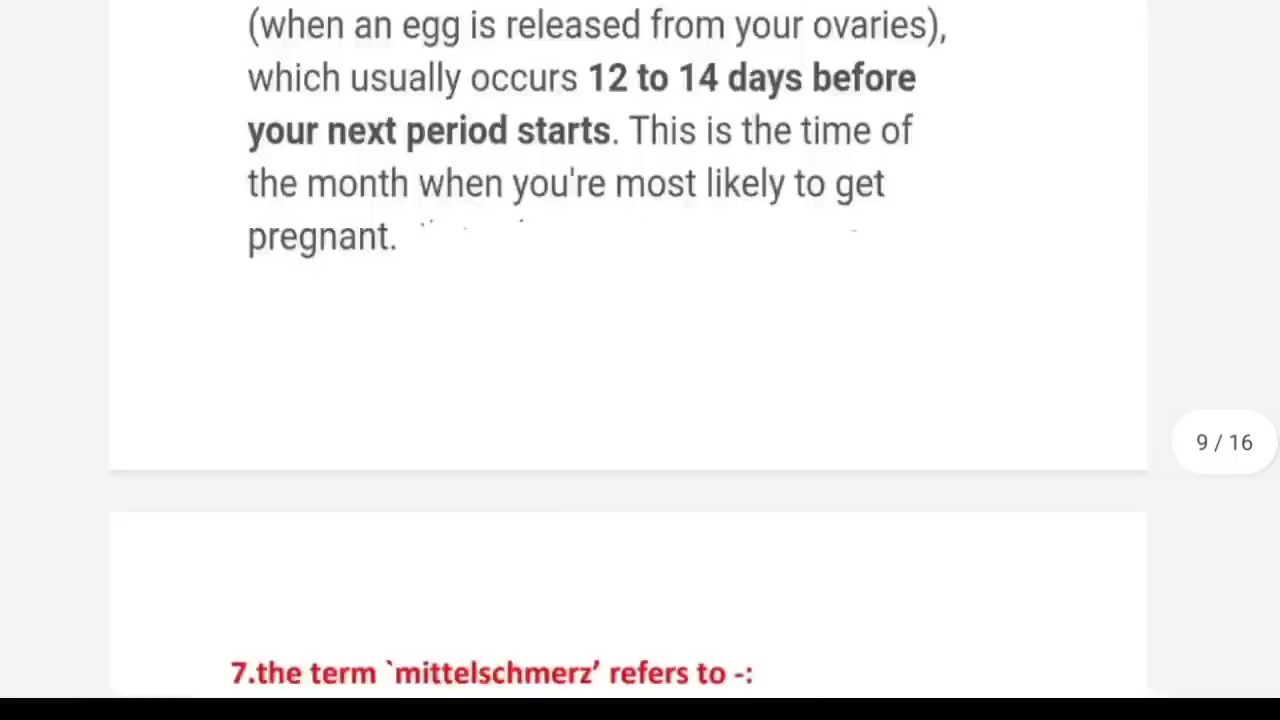 (when an egg is released from your ovaries),
which usually occurs 12 to 14 days before
your next period starts. This is the time of
the month when you're most likely to get
pregnant.
9 / 16
7.the term `mittelschmerz’ refers to -: